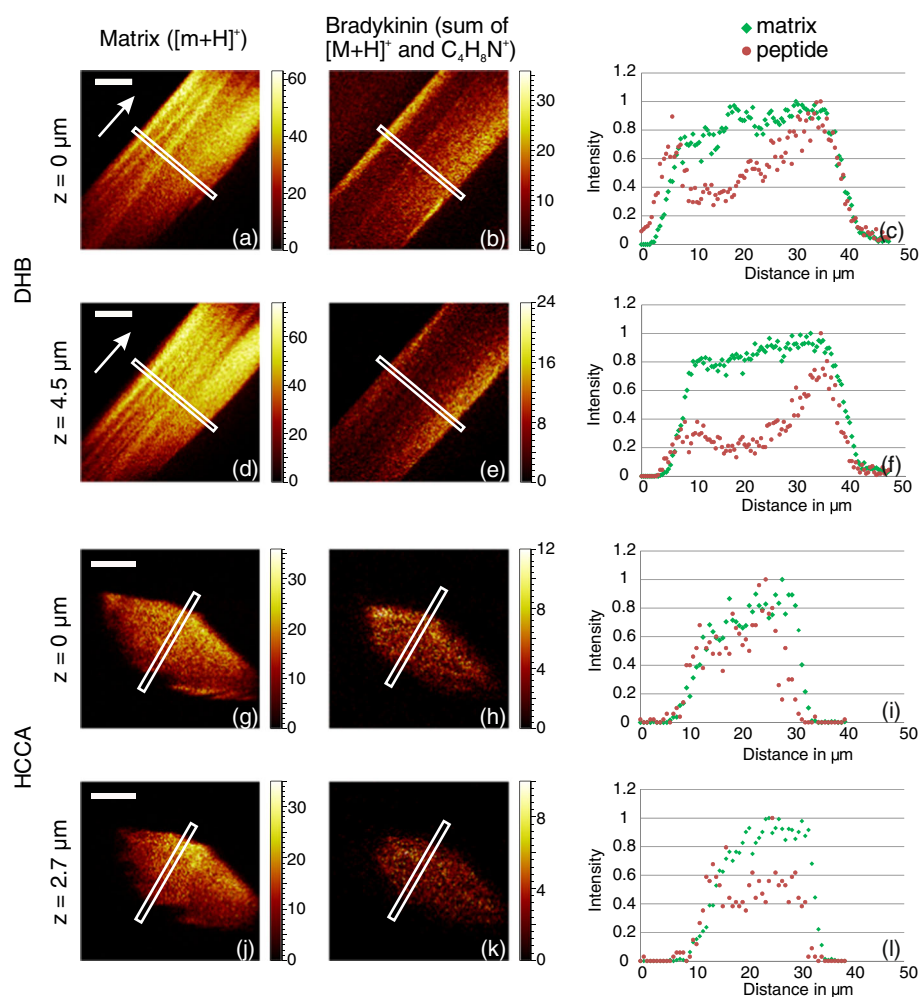 Matrix ([m+H]⁺)
Bradykinin (sum of
[M+H]⁺ and C₄H₈N⁺)
matrix
peptide
DHB
z = 0 µm
(a)
60
40
20
0
(b)
30
20
10
0
1.2
1
0.8
0.6
0.4
0.2
0
Intensity
0 10 20 30 40 50
Distance in µm
(c)
z = 4.5 µm
(d)
60
40
20
0
(e)
24
16
8
0
1.2
1
0.8
0.6
0.4
0.2
0
Intensity
0 10 20 30 40 50
Distance in µm
(f)
HCCA
z = 0 µm
(g)
30
20
10
0
(h)
12
8
4
0
1.2
1
0.8
0.6
0.4
0.2
0
Intensity
0 10 20 30 40 50
Distance in µm
(i)
z = 2.7 µm
(j)
30
20
10
0
(k)
8
4
0
1.2
1
0.8
0.6
0.4
0.2
0
Intensity
0 10 20 30 40 50
Distance in µm
(l)